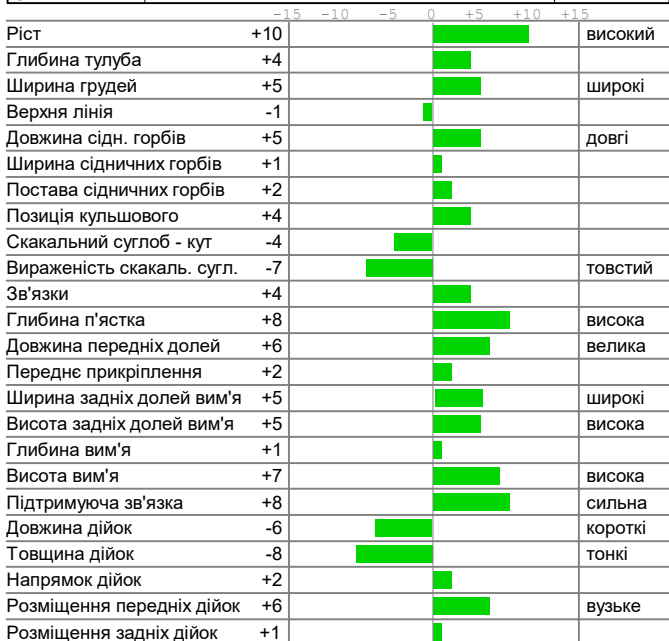 -15 -10 -5 0 +5 +10 +15
Ріст +10 високий
Глибина тулуба +4
Ширина грудей +5 широкі
Верхня лінія -1
Довжина сідн. горбів +5 довгі
Ширина сідничних горбів +1
Постава сідничних горбів +2
Позиція кульшового +4
Скакальний суглоб - кут -4
Вираженість скакаль. сугл. -7 товстий
Зв'язки +4
Глибина п'ястка +8 висока
Довжина передніх долей +6 велика
Переднє прикріплення +2
Ширина задніх долей вим'я +5 широкі
Висота задніх долей вим'я +5 висока
Глибина вим'я +1
Висота вим'я +7 висока
Підтримуюча зв'язка +8 сильна
Довжина дійок -6 короткі
Товщина дійок -8 тонкі
Напрямок дійок +2
Розміщення передніх дійок +6 вузьке
Розміщення задніх дійок +1